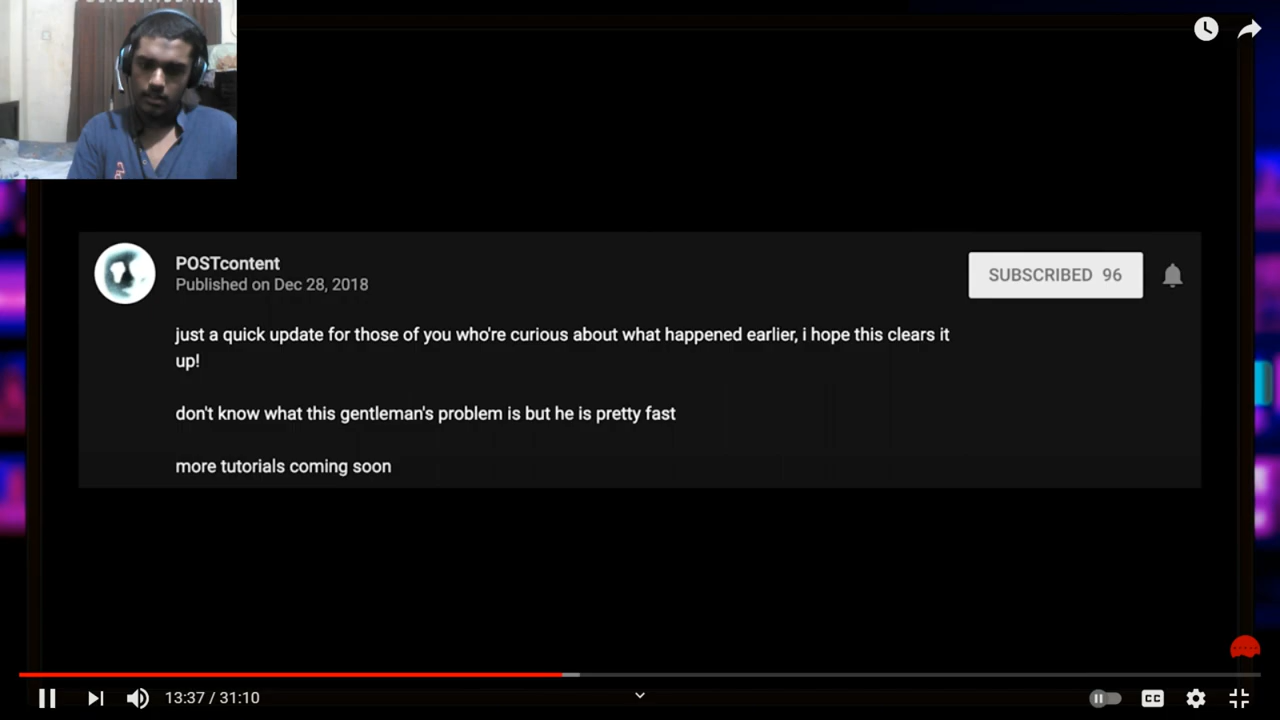 POSTcontent
Published on Dec 28, 2018
SUBSCRIBED 96
just a quick update for those of you who're curious about what happened earlier, i hope this clears it
up!
don't know what this gentleman's problem is but he is pretty fast
more tutorials coming soon
13:37 / 31:10
CC